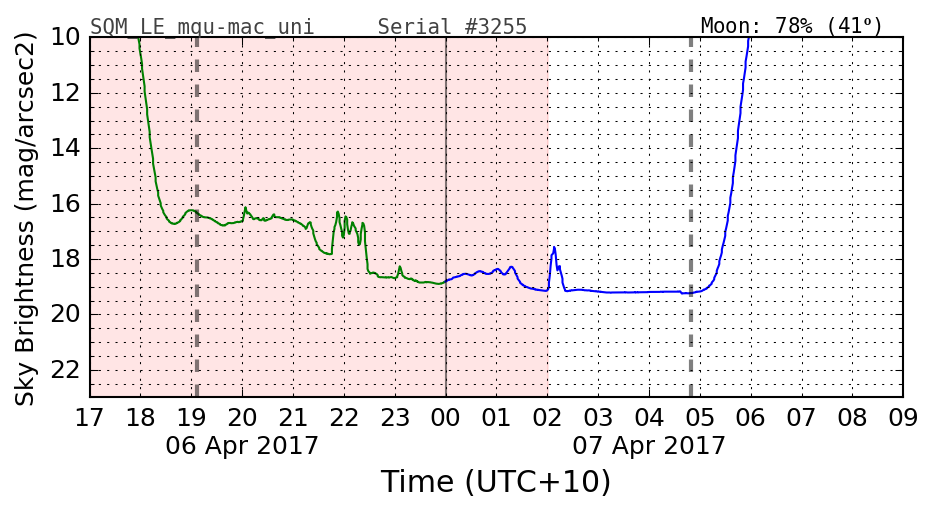 SQM_LE_mqu-mac_uni Serial #3255 Moon: 78% (41º)
Sky Brightness (mag/arcsec2)
10
12
14
16
18
20
22
17 18 19 20 21 22 23 00 01 02 03 04 05 06 07 08 09
06 Apr 2017 07 Apr 2017
Time (UTC+10)